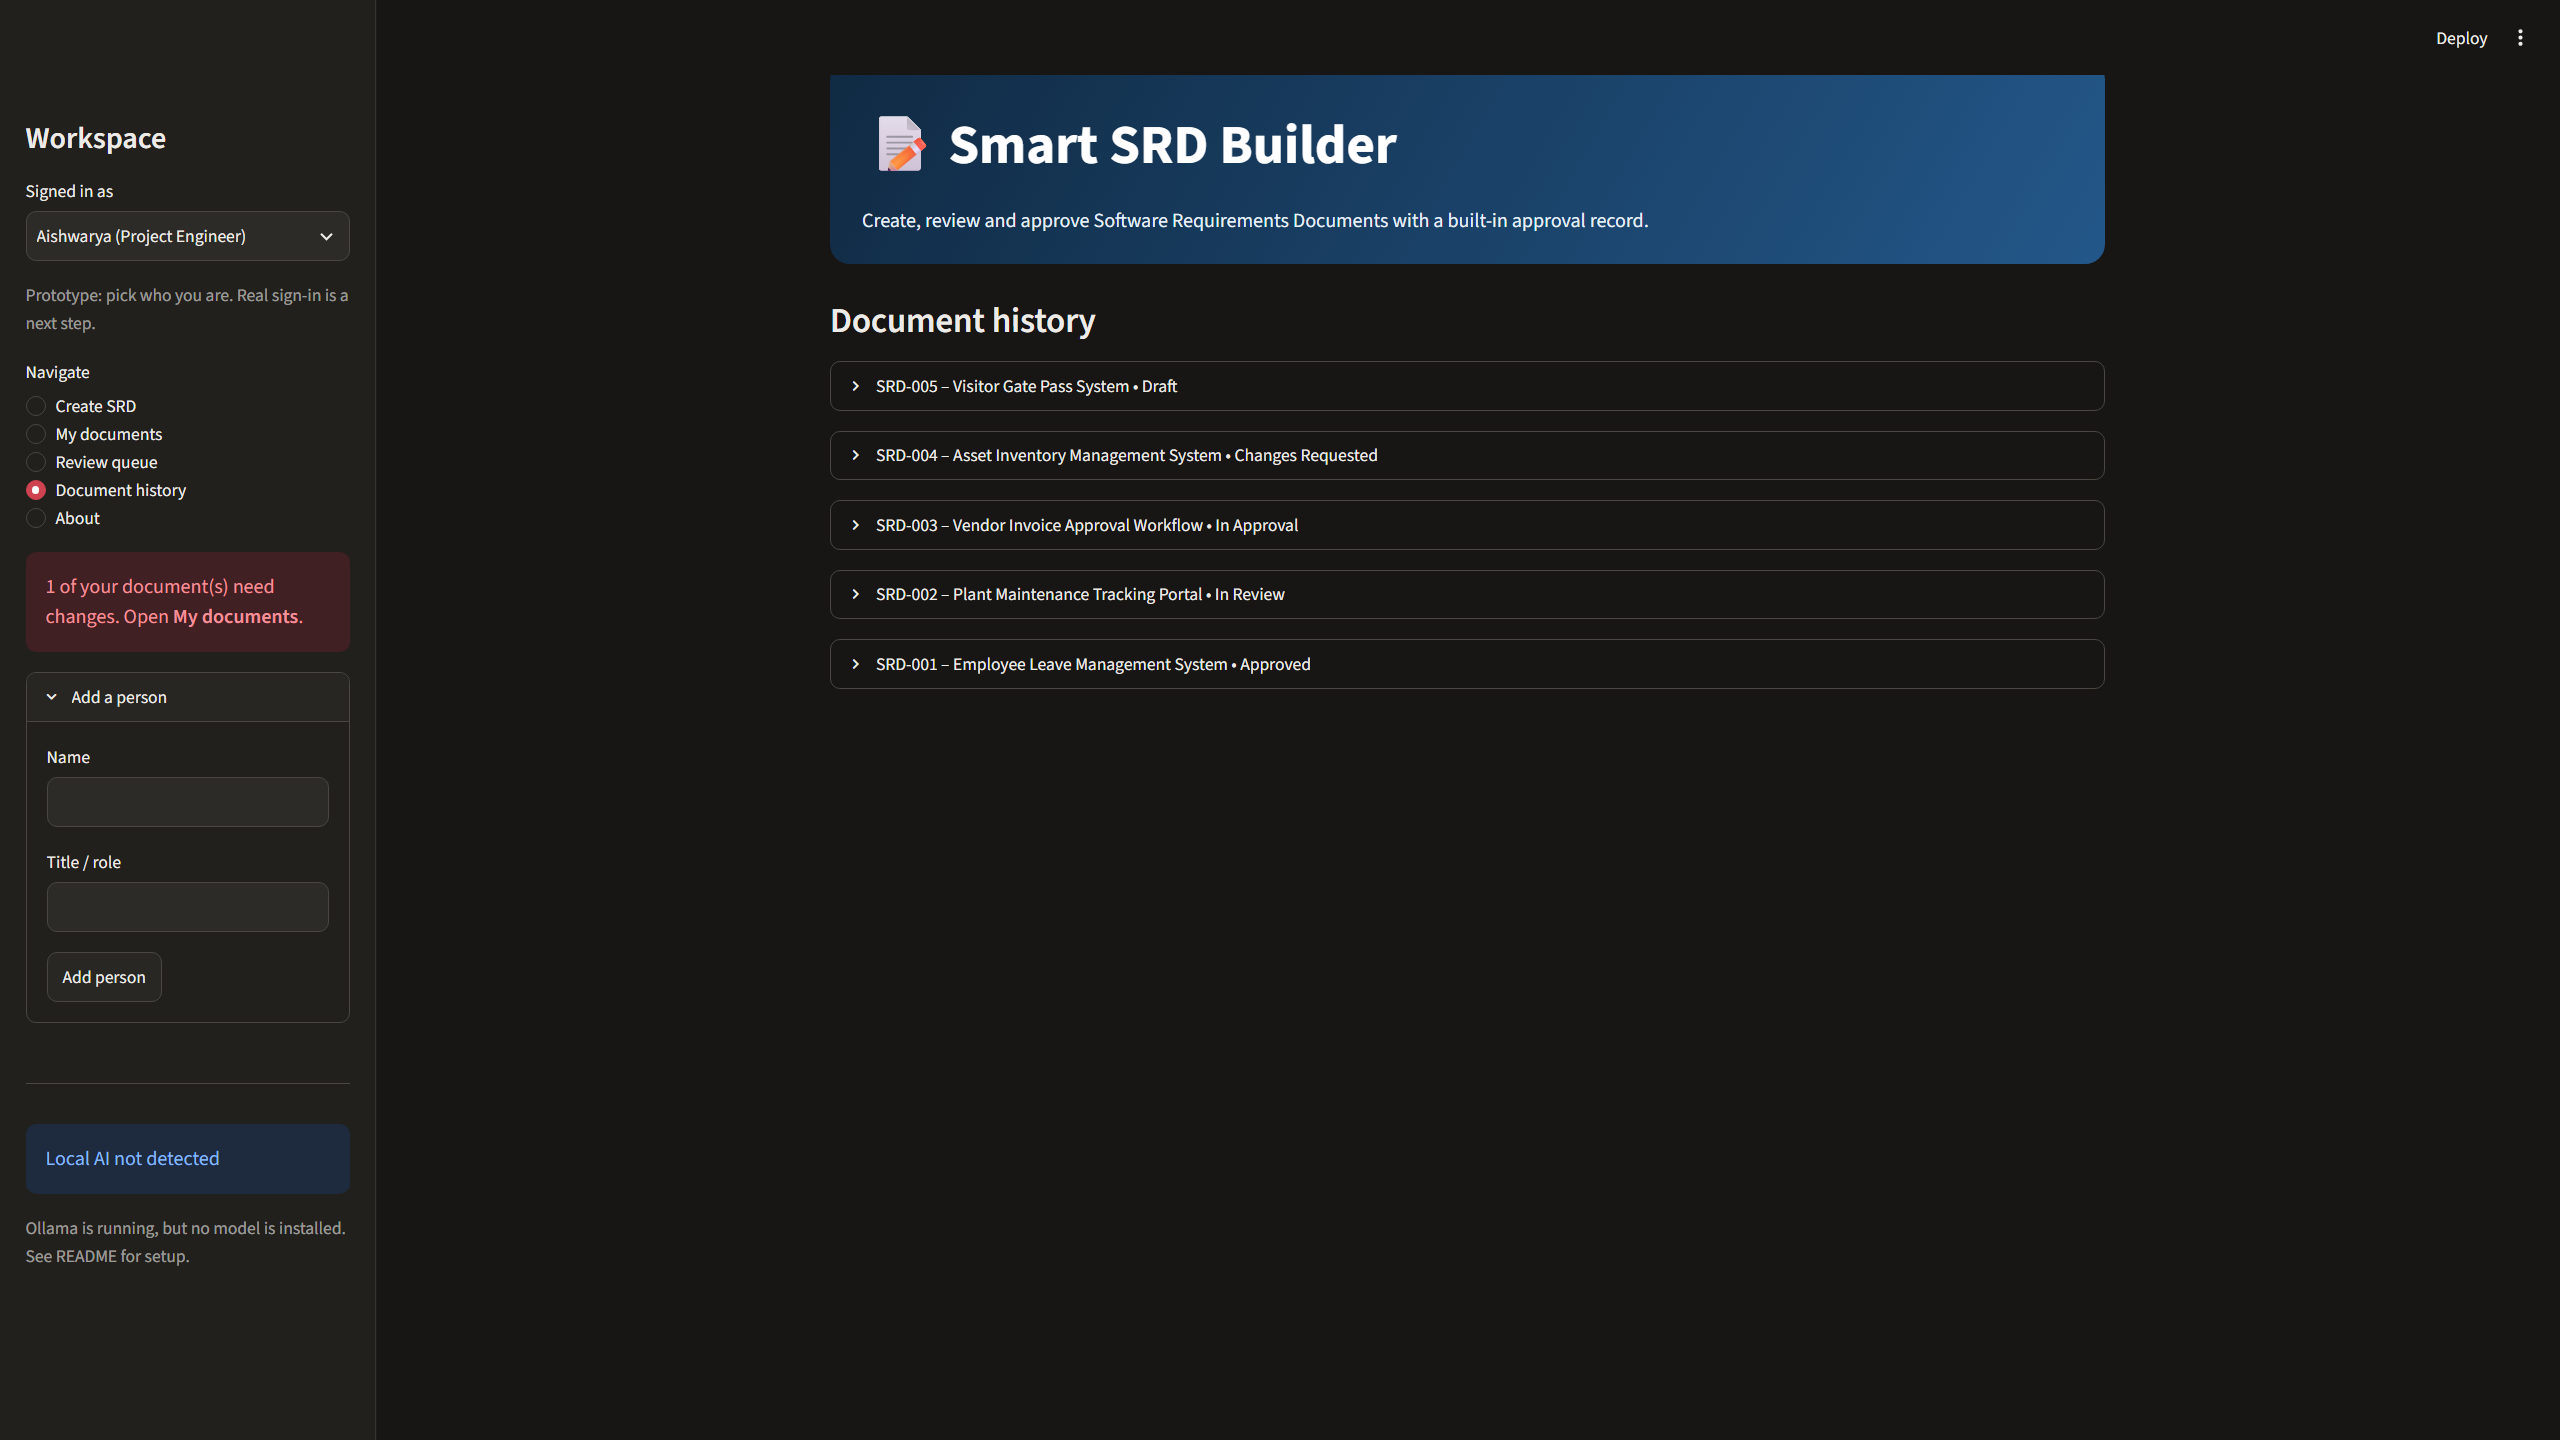 Deploy
Workspace
Signed in as
Aishwarya (Project Engineer)
Prototype: pick who you are. Real sign-in is a
next step.
Navigate
Create SRD
My documents
Review queue
Document history
About
1 of your document(s) need
changes. Open My documents.
Add a person
Name
Title / role
Add person
Local AI not detected
Ollama is running, but no model is installed.
See README for setup.
Smart SRD Builder
Create, review and approve Software Requirements Documents with a built-in approval record.
Document history
SRD-005 – Visitor Gate Pass System • Draft
SRD-004 – Asset Inventory Management System • Changes Requested
SRD-003 – Vendor Invoice Approval Workflow • In Approval
SRD-002 – Plant Maintenance Tracking Portal • In Review
SRD-001 – Employee Leave Management System • Approved